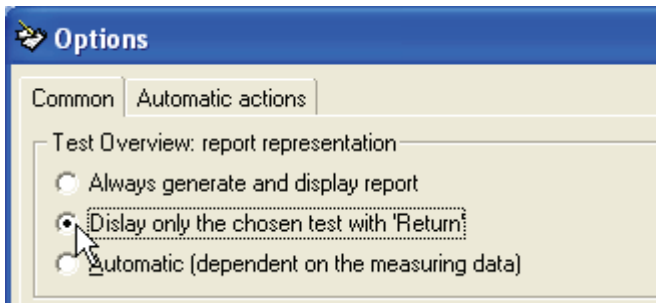 Options
Common Automatic actions
Test Overview: report representation
Always generate and display report
Dislay only the chosen test with 'Return'
Automatic (dependent on the measuring data)